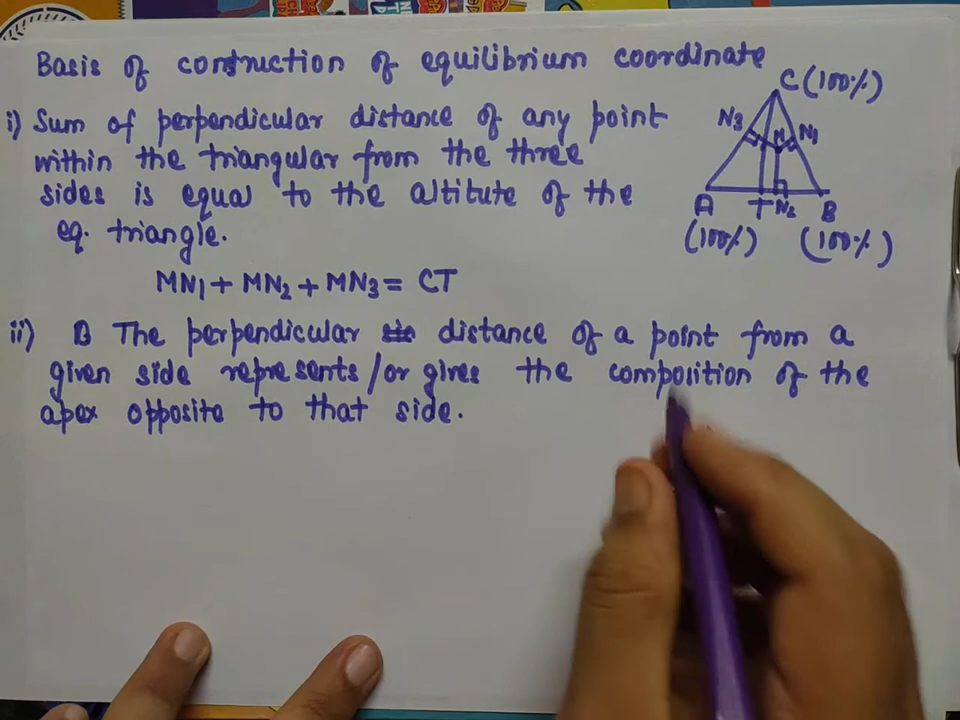 Basis of construction of equilibrium coordinate
i) Sum of perpendicular distance of any point
within the triangular from the three
sides is equal to the altitute of the
eq. triangle.
MN1 + MN2 + MN3 = CT
ii) B The perpendicular distance of a point from a
given side represents/or gives the composition of the
apex opposite to that side.
C (100%)
N3 M N1
A T N2 B
(100%) (100%)